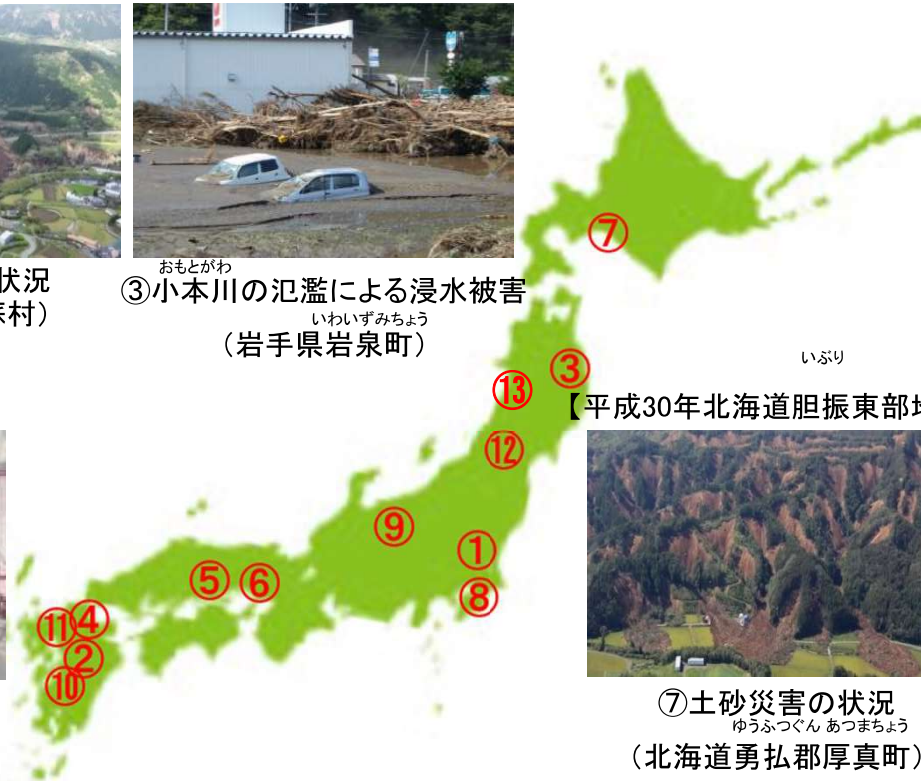 状況
村）
おもとがわ
③小本川の氾濫による浸水被害
いわいずみちょう
（岩手県岩泉町）
いぶり
【平成30年北海道胆振東部
⑦
③
⑬
⑫
⑨
①
⑤
⑥
⑧
⑪
④
②
⑩
⑦土砂災害の状況
ゆうふつぐん あつまちょう
（北海道勇払郡厚真町）